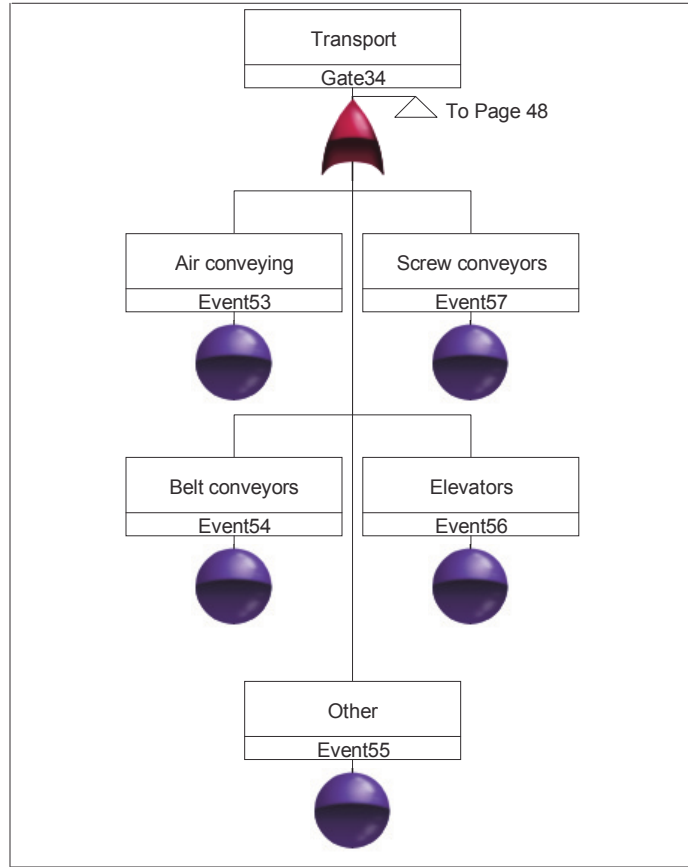 Transport
Gate34
To Page 48
Air conveying
Event53
Screw conveyors
Event57
Belt conveyors
Event54
Elevators
Event56
Other
Event55